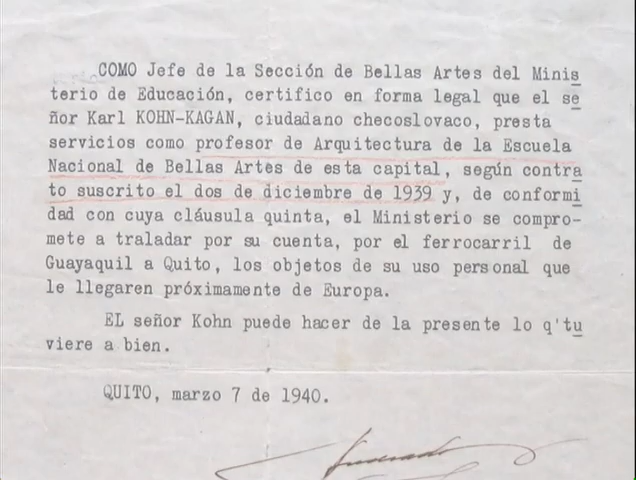 COMO Jefe de la Sección de Bellas Artes del Minis
terio de Educación, certifico en forma legal que el se
ñor Karl KOHN-KAGAN, ciudadano checoslovaco, presta
servicios como profesor de Arquitectura de la Escuela
Nacional de Bellas Artes de esta capital, según contra
to suscrito el dos de diciembre de 1939 y, de conformi
dad con cuya cláusula quinta, el Ministerio se compro-
mete a traladar por su cuenta, por el ferrocarril de
Guayaquil a Quito, los objetos de su uso personal que
le llegaren próximamente de Europa.
EL señor Kohn puede hacer de la presente lo q'tu
viere a bien.
QUITO, marzo 7 de 1940.